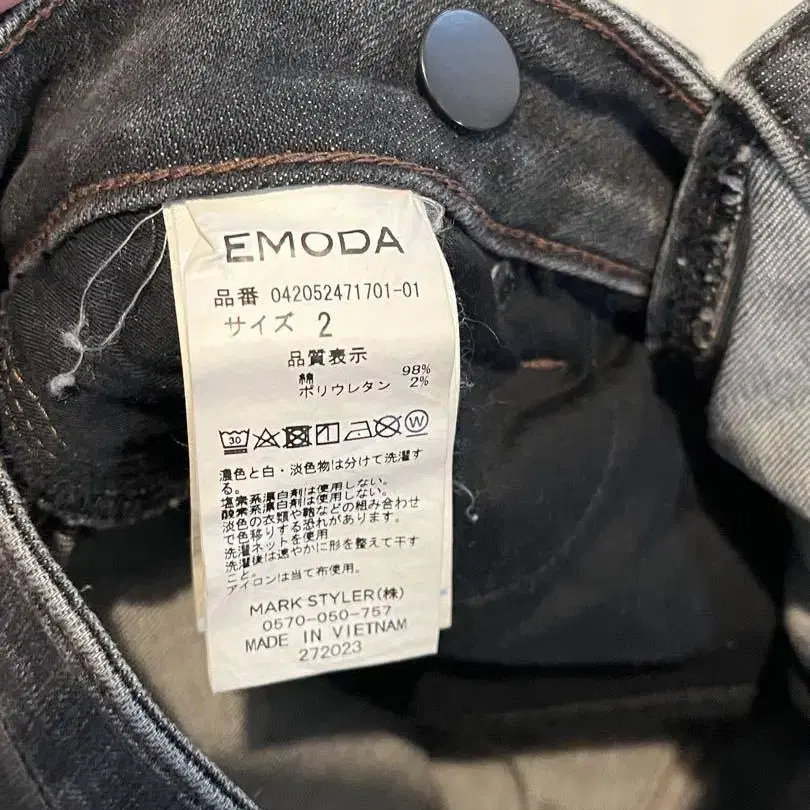 EMODA
品番 042052471701-01
サイズ 2
品質表示
綿 98%
ポリウレタン 2%
30 W
濃色と白・淡色物は分けて洗濯す
る。
塩素系漂白剤は使用しない。
酸素系漂白剤は使用しない。
淡色の衣類や鞄などの組み合わせ
で色移りする恐れがあります。
洗濯ネットを使用
洗濯後は速やかに形を整えて干す
こと。
アイロンは当て布使用。
MARK STYLER(株)
0570-050-757
MADE IN VIETNAM
272023